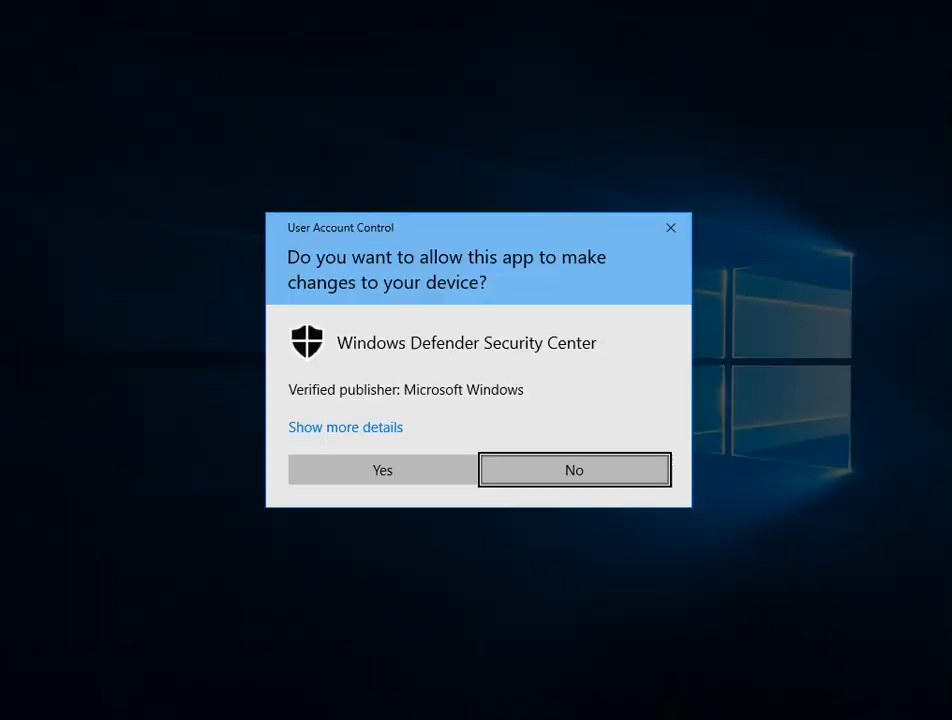 User Account Control
Do you want to allow this app to make
changes to your device?
Windows Defender Security Center
Verified publisher: Microsoft Windows
Show more details
Yes
No